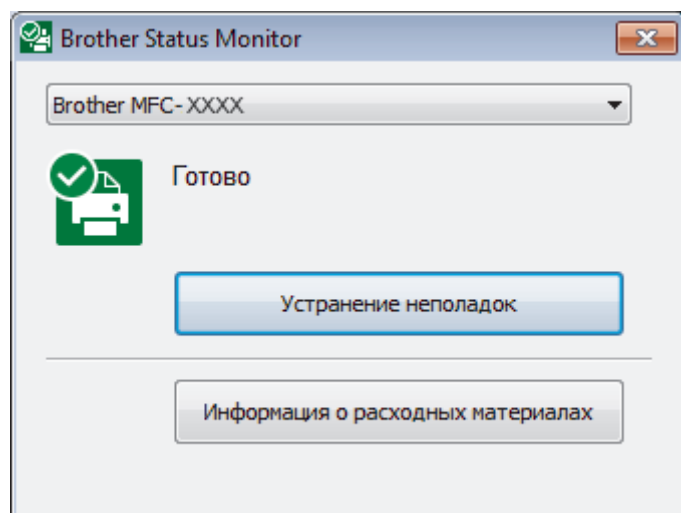 Brother Status Monitor
Brother MFC-XXXX
Готово
Устранение неполадок
Информация о расходных материалах